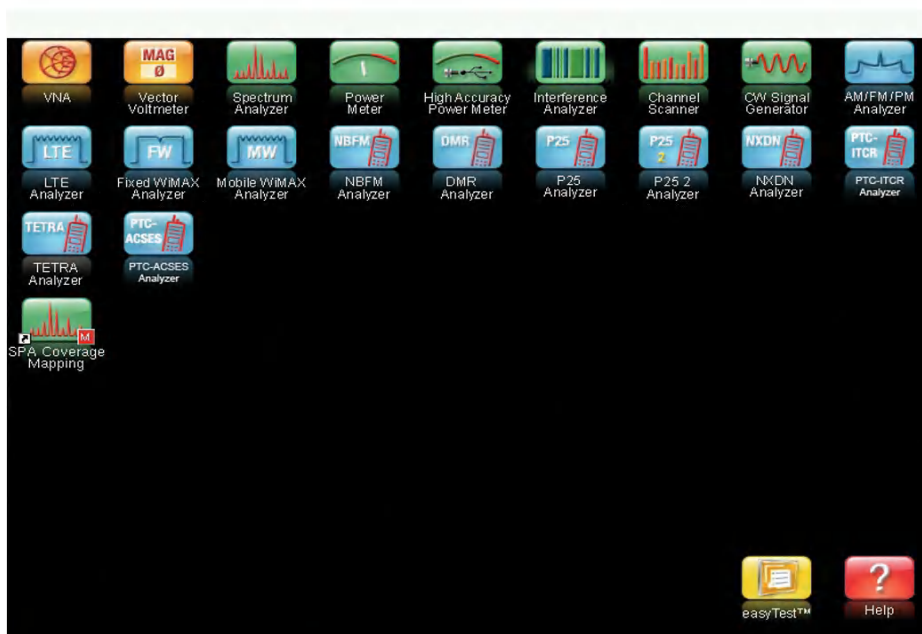 MAG
Ø
VNA
Vector
Voltmeter
Spectrum
Analyzer
Power
Meter
High Accuracy
Power Meter
Interference
Analyzer
Channel
Scanner
CW Signal
Generator
AM/FM/PM
Analyzer
LTE
LTE
Analyzer
FW
Fixed WiMAX
Analyzer
MW
Mobile WiMAX
Analyzer
NBFM
NBFM
Analyzer
DMR
DMR
Analyzer
P25
P25
Analyzer
P25
2
P25 2
Analyzer
NXDN
NXDN
Analyzer
PTC-
ITCR
PTC-ITCR
Analyzer
TETRA
TETRA
Analyzer
PTC-
ACSES
PTC-ACSES
Analyzer
M
SPA Coverage
Mapping
easyTest™
?
Help